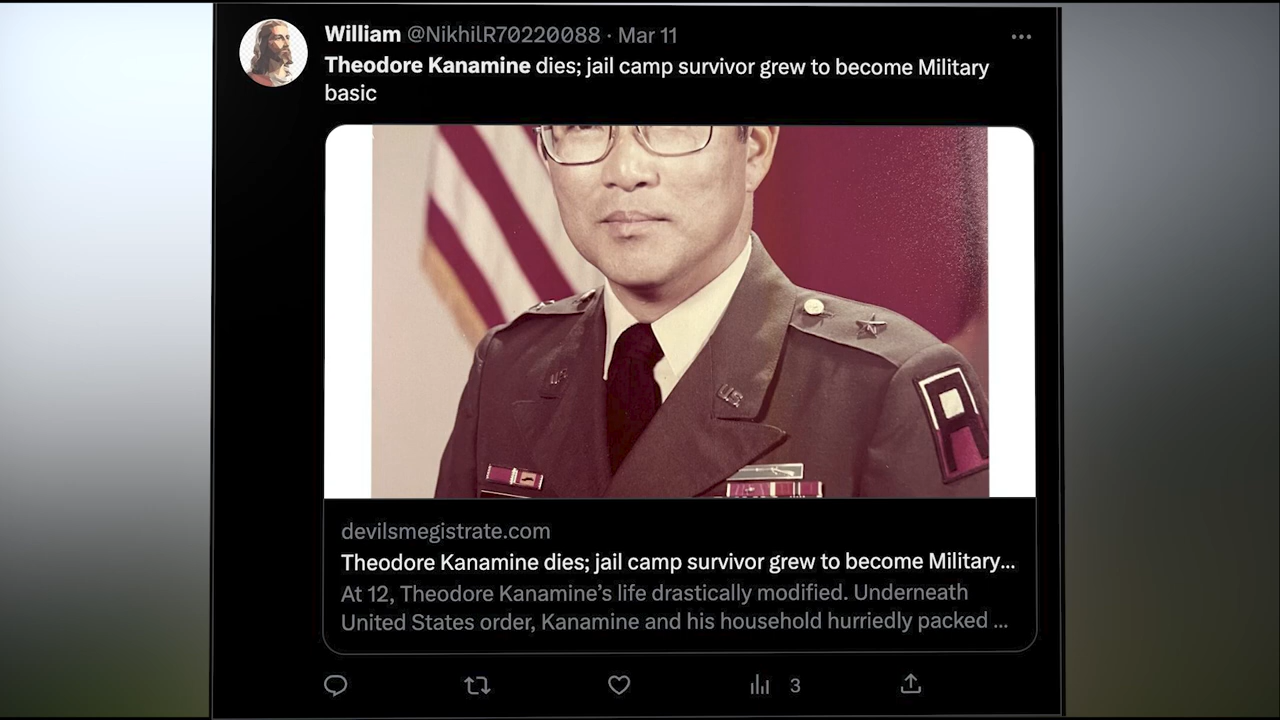 William @NikhilR70220088 · Mar 11
Theodore Kanamine dies; jail camp survivor grew to become Military
basic
U.S.
devilsmegistrate.com
Theodore Kanamine dies; jail camp survivor grew to become Military...
At 12, Theodore Kanamine’s life drastically modified. Underneath
United States order, Kanamine and his household hurriedly packed ...
3